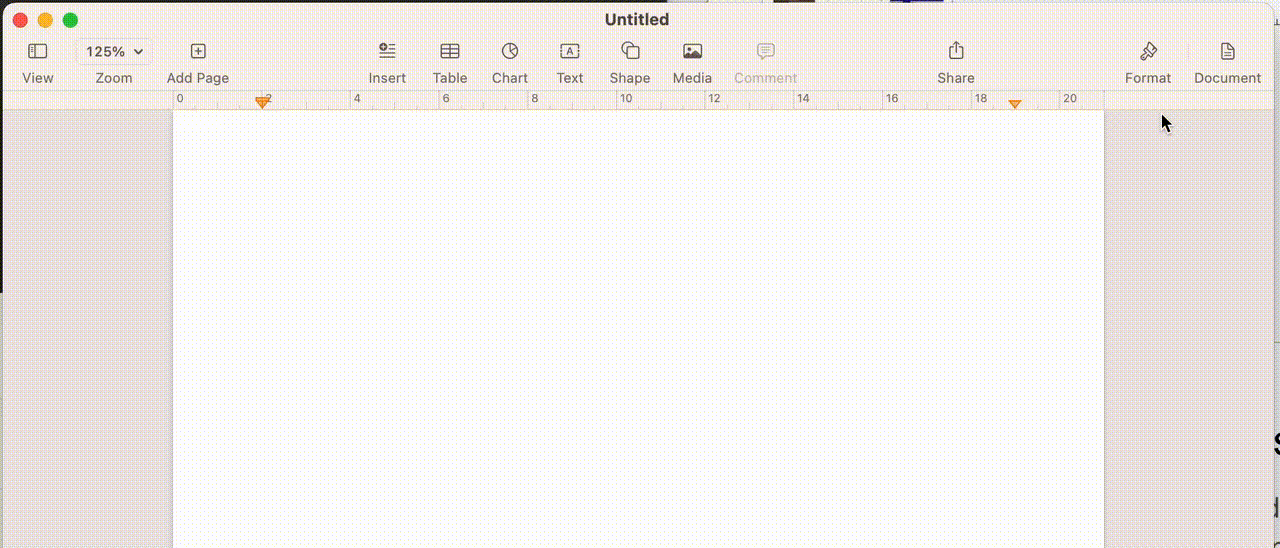 Untitled
125%
View Zoom Add Page Insert Table Chart Text Shape Media Comment Share Format Document
0 2 4 6 8 10 12 14 16 18 20